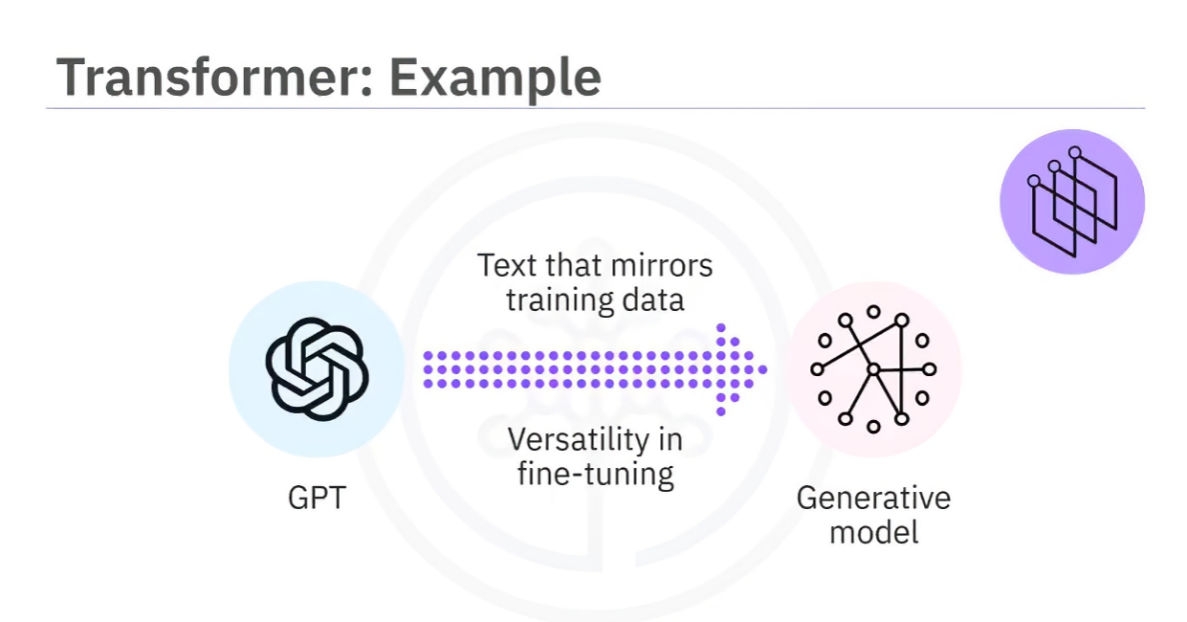 Transformer: Example
Text that mirrors
training data
Versatility in
fine-tuning
GPT
Generative
model